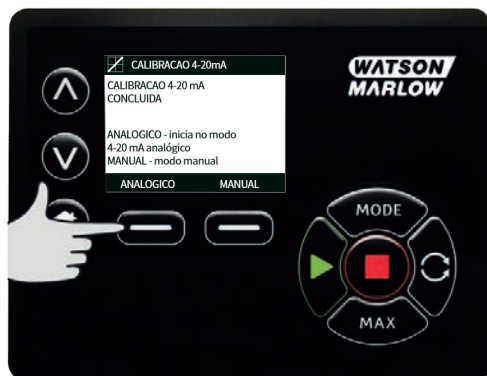 CALIBRACAO 4-20mA
CALIBRACAO 4-20 mA
CONCLUIDA
ANALOGICO - inicia no modo
4-20 mA analógico
MANUAL - modo manual
ANALOGICO MANUAL
WATSON
MARLOW
MODE
MAX